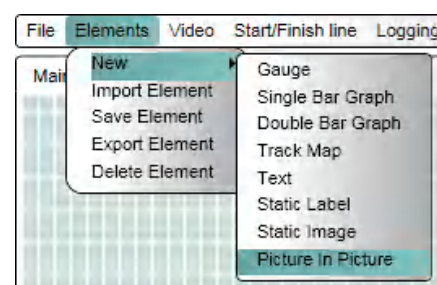 File Elements Video Start/Finish line Logging
Main
New
Import Element
Save Element
Export Element
Delete Element
Gauge
Single Bar Graph
Double Bar Graph
Track Map
Text
Static Label
Static Image
Picture In Picture